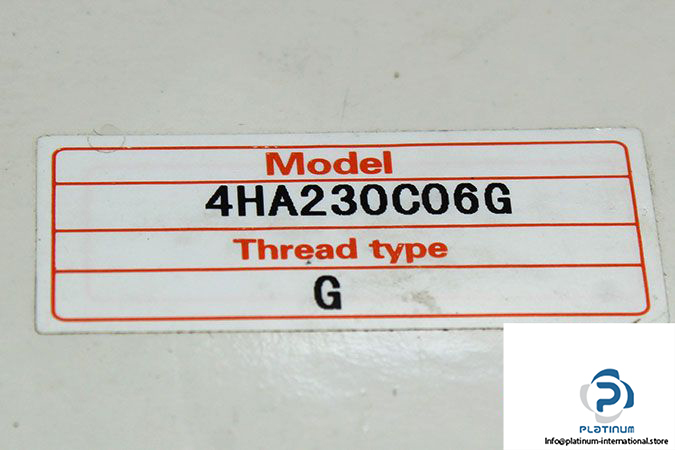 Model
4HA230C06G
Thread type
G
PLATINUM
Info@platinum-international.store